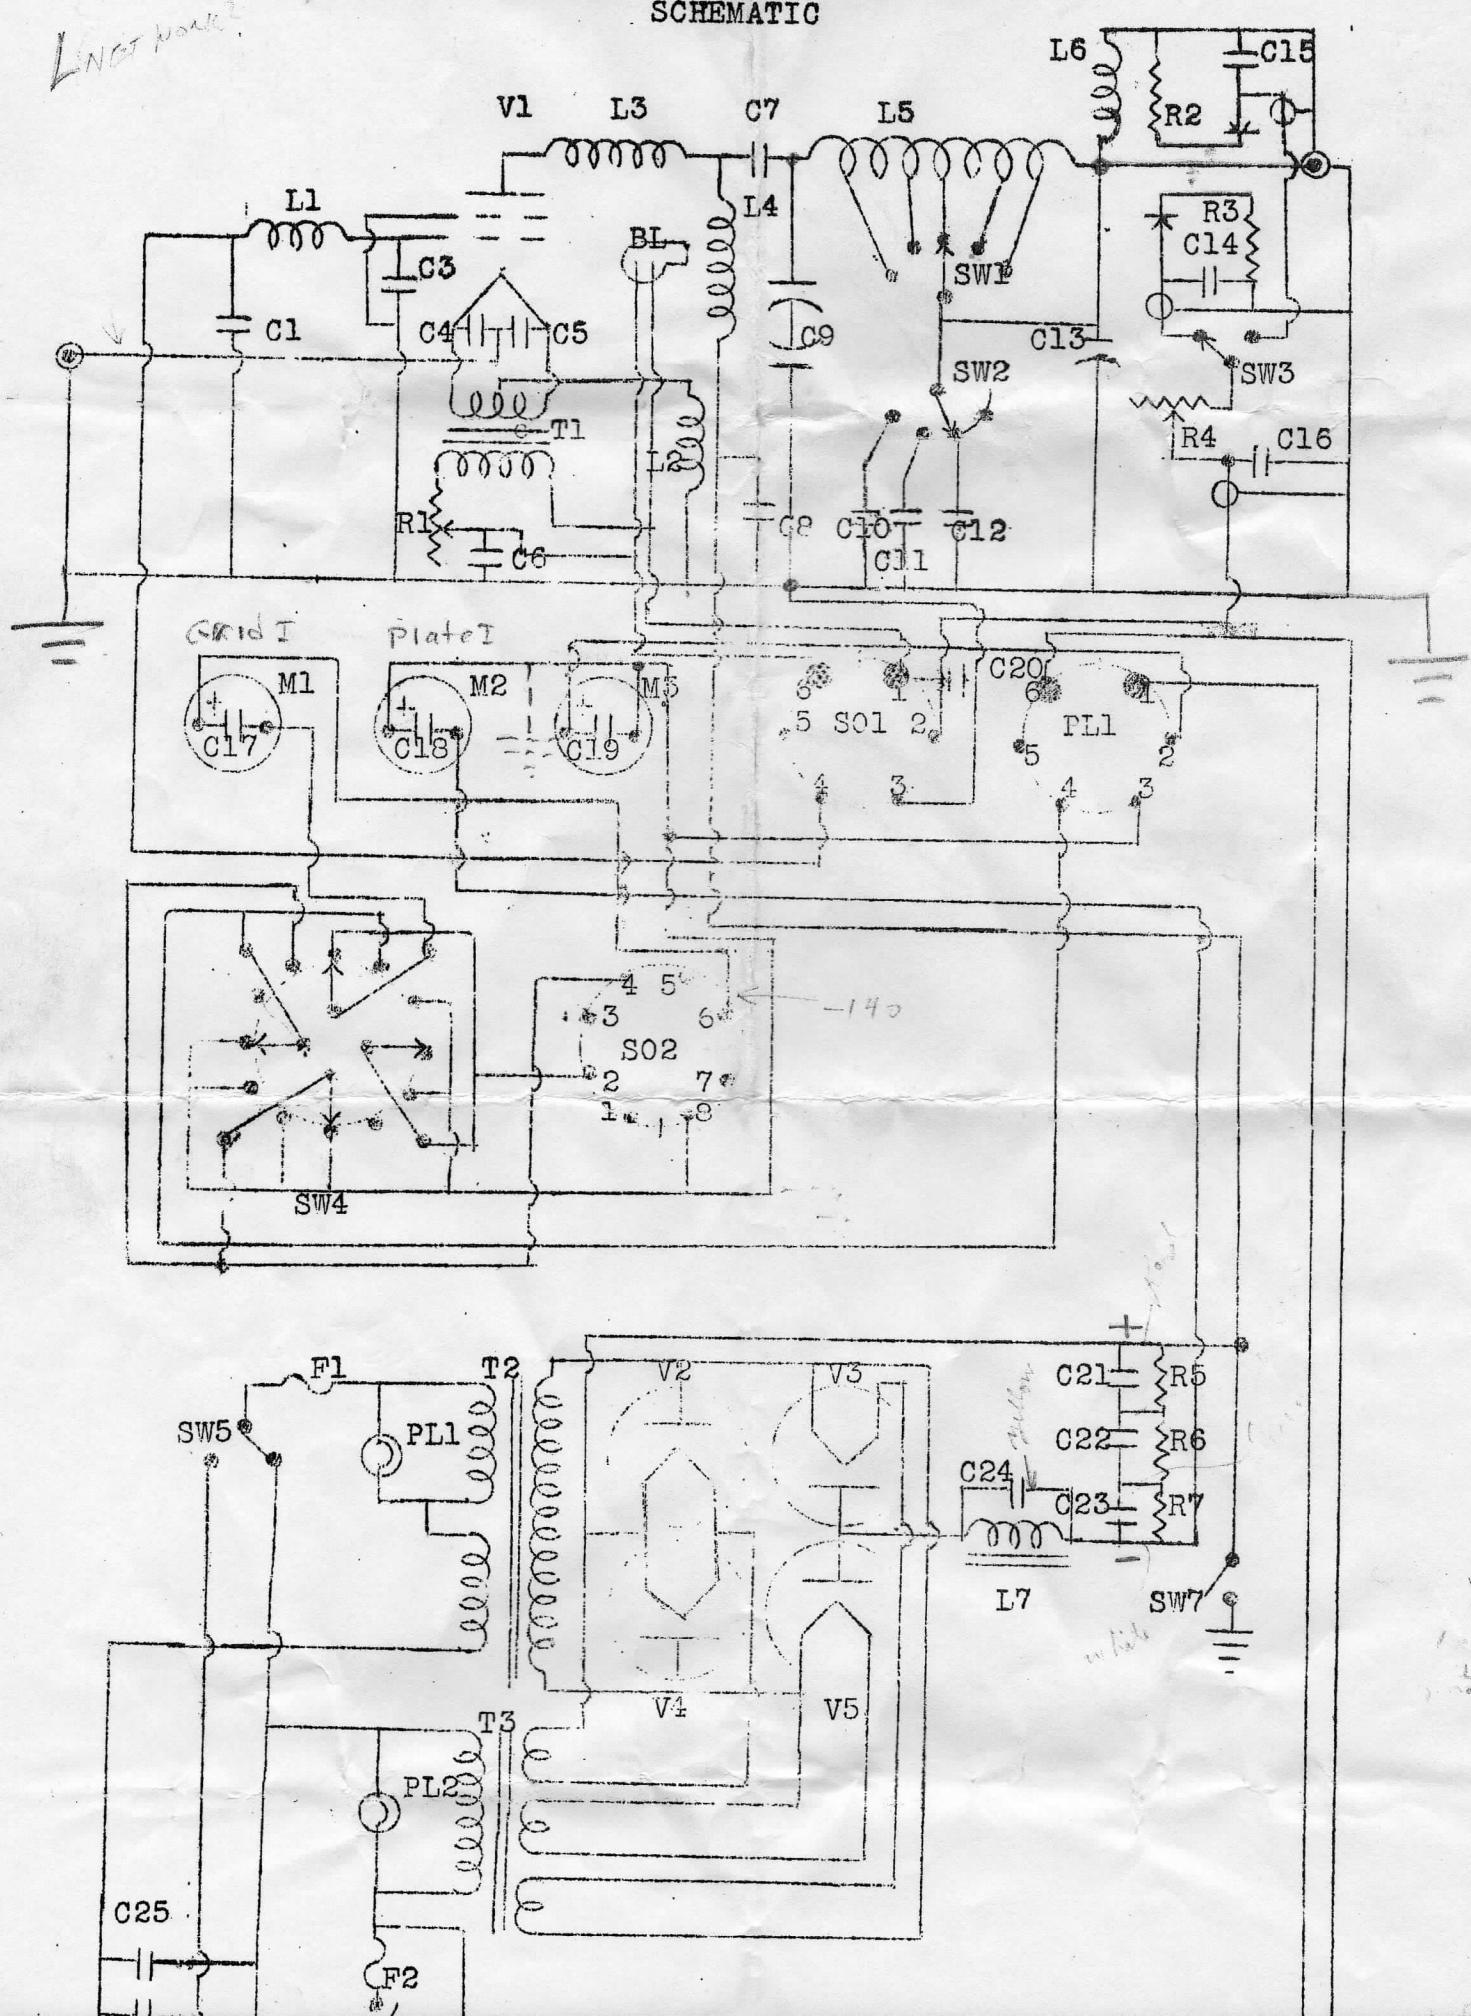 SCHEMATIC
L NETWORK?
L6
C15
V1
L3
C7
L5
R2
L1
L4
R3
BL
C14
C3
SW1
C1
C4
C5
C9
C13
SW2
SW3
T1
R4
C16
L2
R1
C8
C10
C12
C6
C11
Grid I
Plate I
M1
M2
M3
C20
+
+
+
6
1
6
1
C17
C18
C19
5
SO1
2
PL1
5
2
4
3
4
3
4
5
3
6
-140
SO2
2
7
1
8
SW4
+
F1
T2
V2
V3
C21
R5
SW5
PL1
C22
R6
yellow
C24
C23
R7
-
L7
SW7
white
V4
V5
T3
PL2
C25
F2